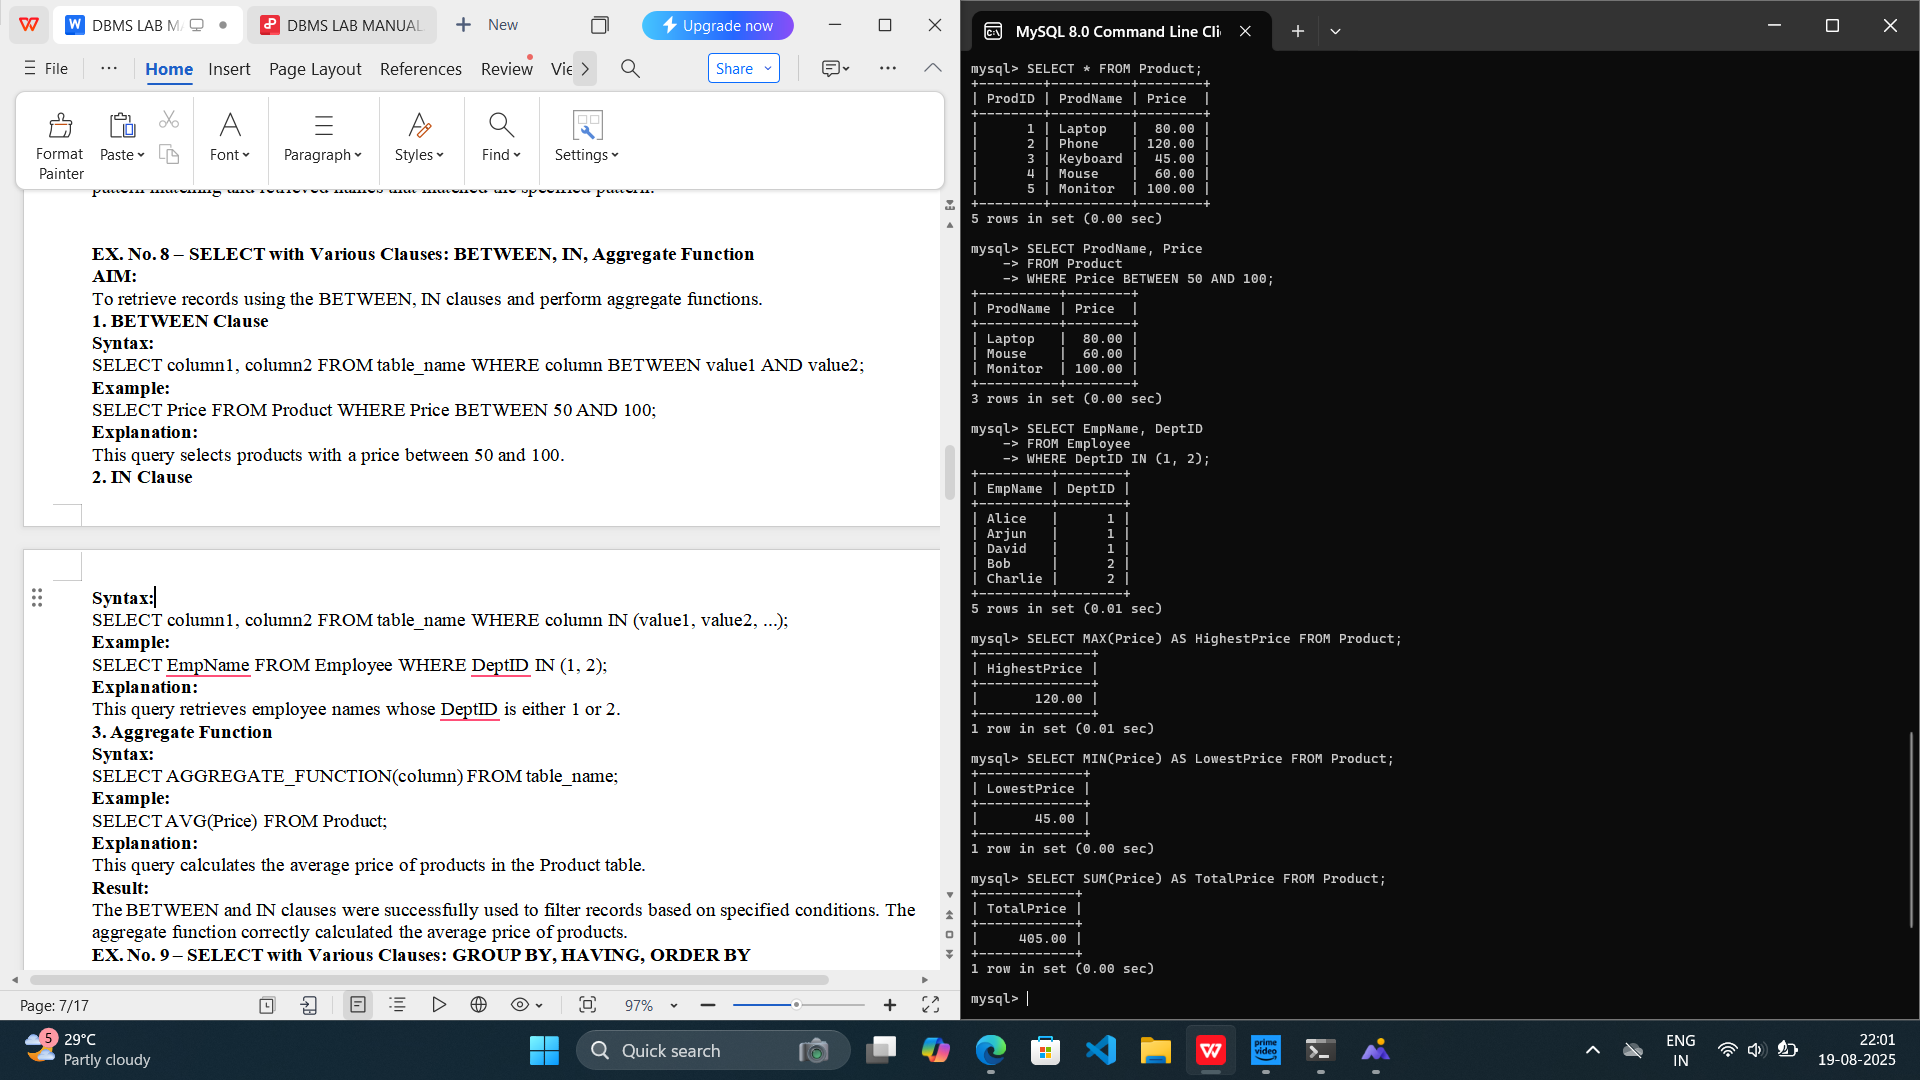 DBMS LAB M
DBMS LAB MANUAL
New
Upgrade now
File
Home
Insert
Page Layout
References
Review
Share
Format
Painter
Paste
Font
Paragraph
Styles
Find
Settings
pattern matching and retrieved names that matched the specified pattern.
EX. No. 8 – SELECT with Various Clauses: BETWEEN, IN, Aggregate Function
AIM:
To retrieve records using the BETWEEN, IN clauses and perform aggregate functions.
1. BETWEEN Clause
Syntax:
SELECT column1, column2 FROM table_name WHERE column BETWEEN value1 AND value2;
Example:
SELECT Price FROM Product WHERE Price BETWEEN 50 AND 100;
Explanation:
This query selects products with a price between 50 and 100.
2. IN Clause
Syntax:
SELECT column1, column2 FROM table_name WHERE column IN (value1, value2, ...);
Example:
SELECT EmpName FROM Employee WHERE DeptID IN (1, 2);
Explanation:
This query retrieves employee names whose DeptID is either 1 or 2.
3. Aggregate Function
Syntax:
SELECT AGGREGATE_FUNCTION(column) FROM table_name;
Example:
SELECT AVG(Price) FROM Product;
Explanation:
This query calculates the average price of products in the Product table.
Result:
The BETWEEN and IN clauses were successfully used to filter records based on specified conditions. The
aggregate function correctly calculated the average price of products.
EX. No. 9 – SELECT with Various Clauses: GROUP BY, HAVING, ORDER BY
Page: 7/17
97%
MySQL 8.0 Command Line Cli
mysql> SELECT * FROM Product;
+--------+----------+--------+
| ProdID | ProdName | Price  |
+--------+----------+--------+
|      1 | Laptop   |  80.00 |
|      2 | Phone    | 120.00 |
|      3 | Keyboard |  45.00 |
|      4 | Mouse    |  60.00 |
|      5 | Monitor  | 100.00 |
+--------+----------+--------+
5 rows in set (0.00 sec)
mysql> SELECT ProdName, Price
    -> FROM Product
    -> WHERE Price BETWEEN 50 AND 100;
+----------+--------+
| ProdName | Price  |
+----------+--------+
| Laptop   |  80.00 |
| Mouse    |  60.00 |
| Monitor  | 100.00 |
+----------+--------+
3 rows in set (0.00 sec)
mysql> SELECT EmpName, DeptID
    -> FROM Employee
    -> WHERE DeptID IN (1, 2);
+---------+--------+
| EmpName | DeptID |
+---------+--------+
| Alice   |      1 |
| Arjun   |      1 |
| David   |      1 |
| Bob     |      2 |
| Charlie |      2 |
+---------+--------+
5 rows in set (0.01 sec)
mysql> SELECT MAX(Price) AS HighestPrice FROM Product;
+--------------+
| HighestPrice |
+--------------+
|       120.00 |
+--------------+
1 row in set (0.01 sec)
mysql> SELECT MIN(Price) AS LowestPrice FROM Product;
+-------------+
| LowestPrice |
+-------------+
|       45.00 |
+-------------+
1 row in set (0.00 sec)
mysql> SELECT SUM(Price) AS TotalPrice FROM Product;
+------------+
| TotalPrice |
+------------+
|     405.00 |
+------------+
1 row in set (0.00 sec)
mysql>
5
29°C
Partly cloudy
Quick search
prime
video
ENG
IN
22:01
19-08-2025